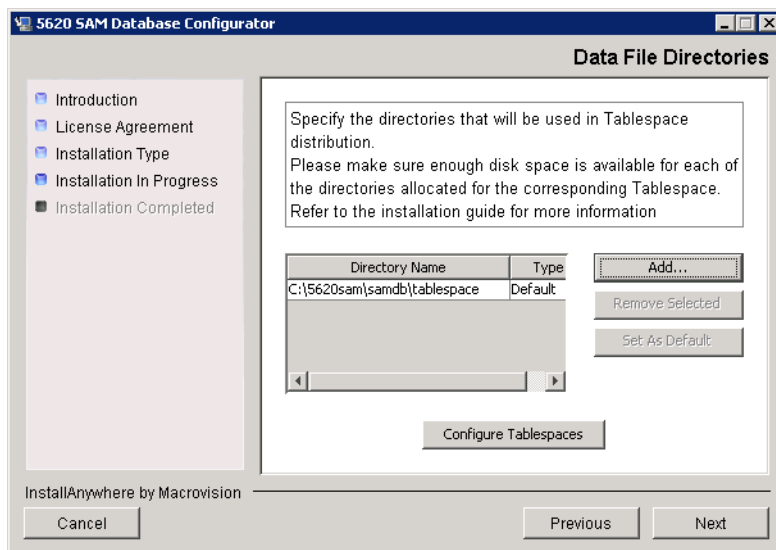 5620 SAM Database Configurator
Data File Directories
Introduction
License Agreement
Installation Type
Installation In Progress
Installation Completed
Specify the directories that will be used in Tablespace
distribution.
Please make sure enough disk space is available for each of
the directories allocated for the corresponding Tablespace.
Refer to the installation guide for more information
Directory Name Type
C:\5620sam\samdb\tablespace Default
Add...
Remove Selected
Set As Default
Configure Tablespaces
InstallAnywhere by Macrovision
Cancel Previous Next